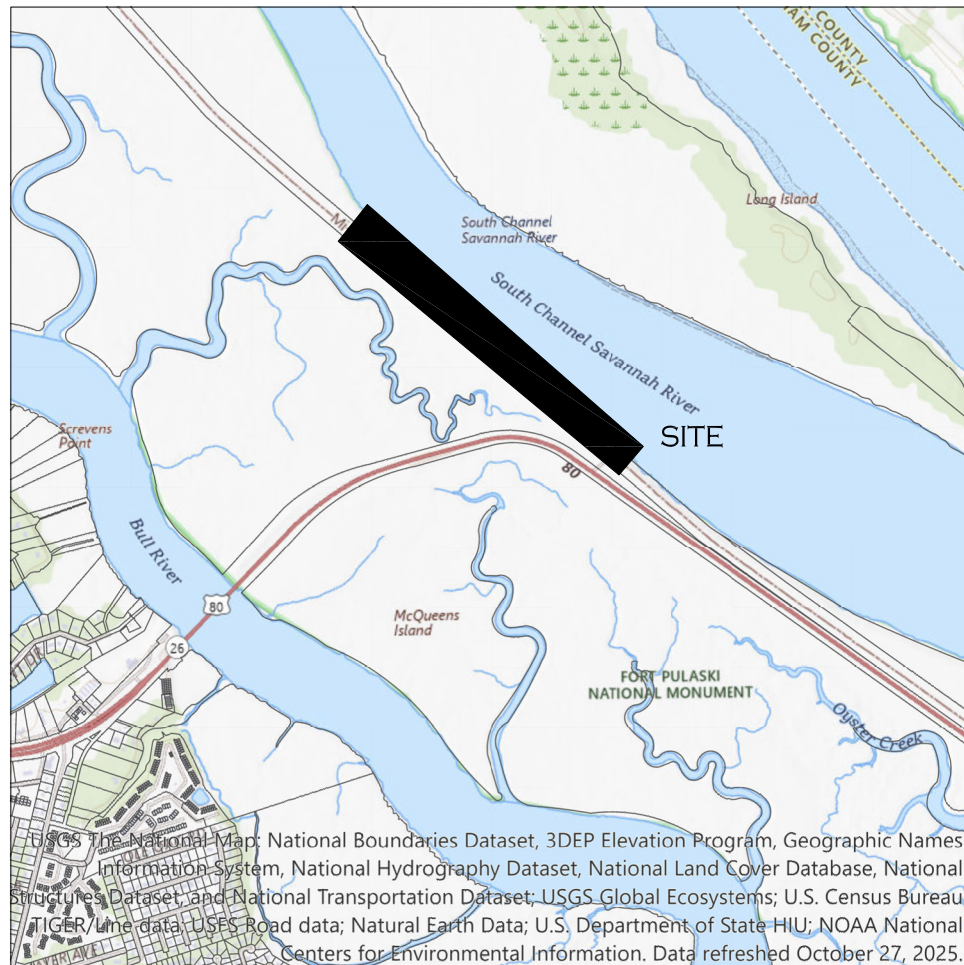 COUNTY
HAM COUNTY
Long Island
South Channel
Savannah River
South Channel Savannah River
Screvens
Point
SITE
80
Bull River
80
McQueens
Island
26
FORT PULASKI
NATIONAL MONUMENT
Oyster Creek
USGS The National Map: National Boundaries Dataset, 3DEP Elevation Program, Geographic Names
Information System, National Hydrography Dataset, National Land Cover Database, National
Structures Dataset, and National Transportation Dataset; USGS Global Ecosystems; U.S. Census Bureau
TIGER/Line data; USFS Road data; Natural Earth Data; U.S. Department of State HIU; NOAA National
Centers for Environmental Information. Data refreshed October 27, 2025.